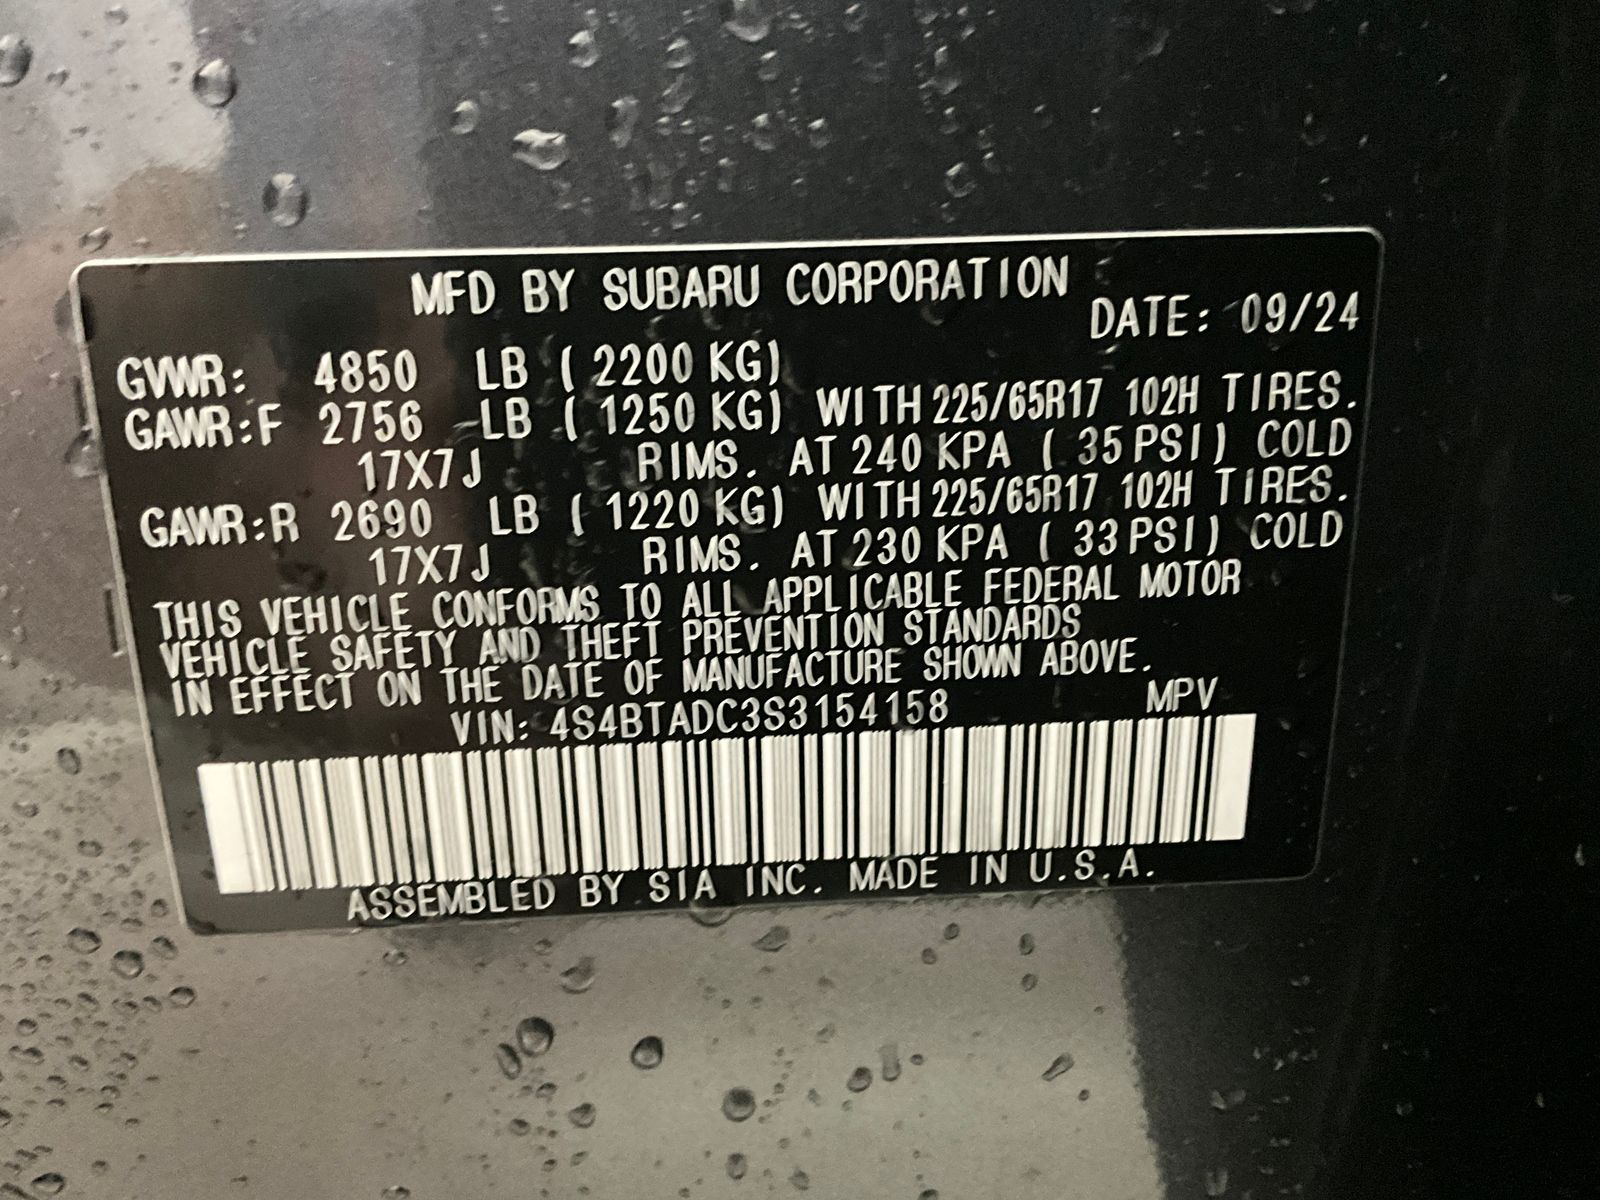 MFD BY SUBARU CORPORATION
DATE: 09/24
GVWR: 4850 LB ( 2200 KG)
GAWR:F 2756 LB ( 1250 KG) WITH 225/65R17 102H TIRES.
17X7J RIMS. AT 240 KPA ( 35 PSI) COLD
GAWR:R 2690 LB ( 1220 KG) WITH 225/65R17 102H TIRES.
17X7J RIMS. AT 230 KPA ( 33 PSI) COLD
THIS VEHICLE CONFORMS TO ALL APPLICABLE FEDERAL MOTOR
VEHICLE SAFETY AND THEFT PREVENTION STANDARDS
IN EFFECT ON THE DATE OF MANUFACTURE SHOWN ABOVE.
VIN: 4S4BTADC3S3154158 MPV
ASSEMBLED BY SIA INC. MADE IN U.S.A.